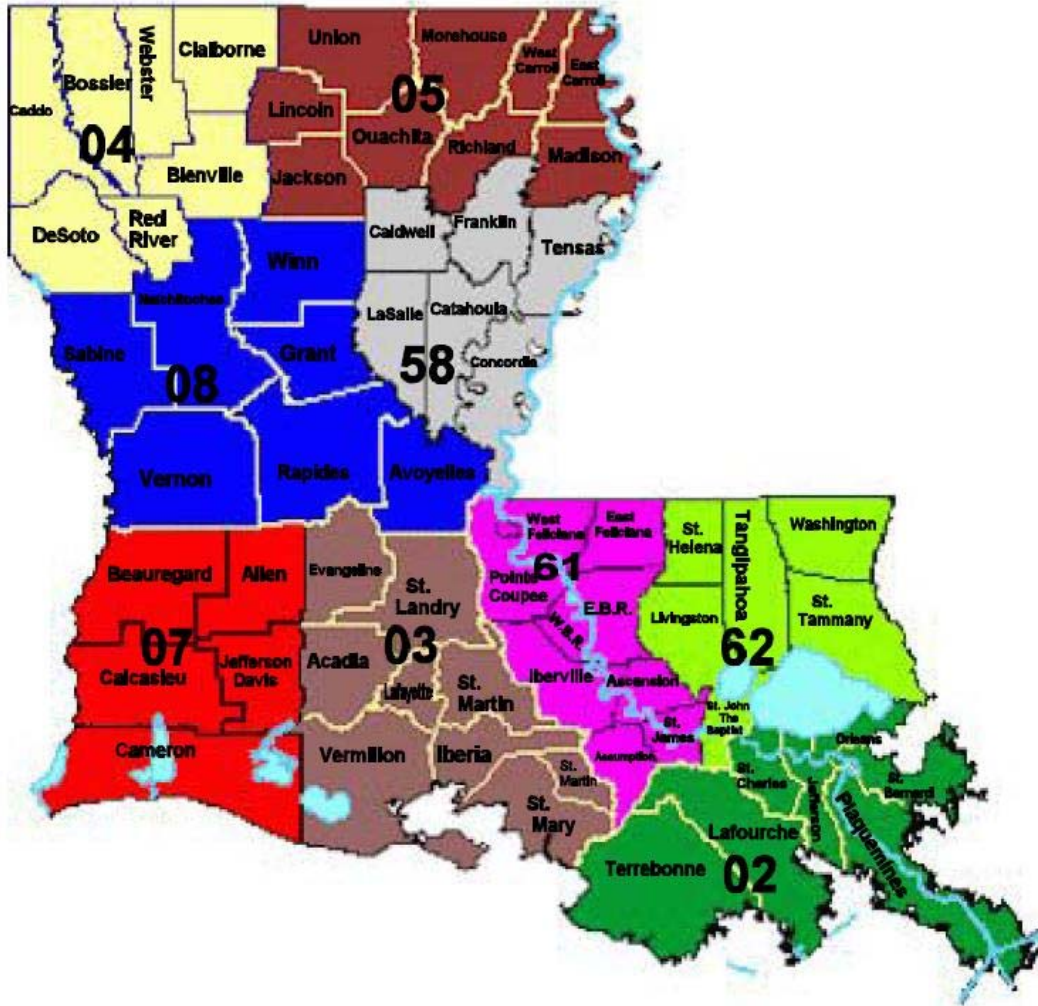 Claiborne
Union
Morehouse
West
Carroll
East
Carroll
Webster
Bossier
Caddo
04
Lincoln
05
Ouachita
Richland
Madison
Bienville
Jackson
DeSoto
Red
River
Caldwell
Franklin
Tensas
Winn
Natchitoches
LaSalle
Catahoula
Sabine
08
Grant
58
Concordia
Vernon
Rapides
Avoyelles
West
Feliciana
East
Feliciana
St.
Helena
Tangipahoa
Washington
Beauregard
Allen
Evangeline
St.
Landry
Pointe
Coupee
61
E.B.R.
W.B.R.
Livingston
62
St.
Tammany
07
Calcasieu
Jefferson
Davis
Acadia
03
Lafayette
St.
Martin
Iberville
Ascension
St.
James
St. John
The
Baptist
Cameron
Vermilion
Iberia
St.
Martin
St.
Mary
Assumption
St.
Charles
Orleans
St.
Bernard
Jefferson
Plaquemines
Lafourche
Terrebonne
02